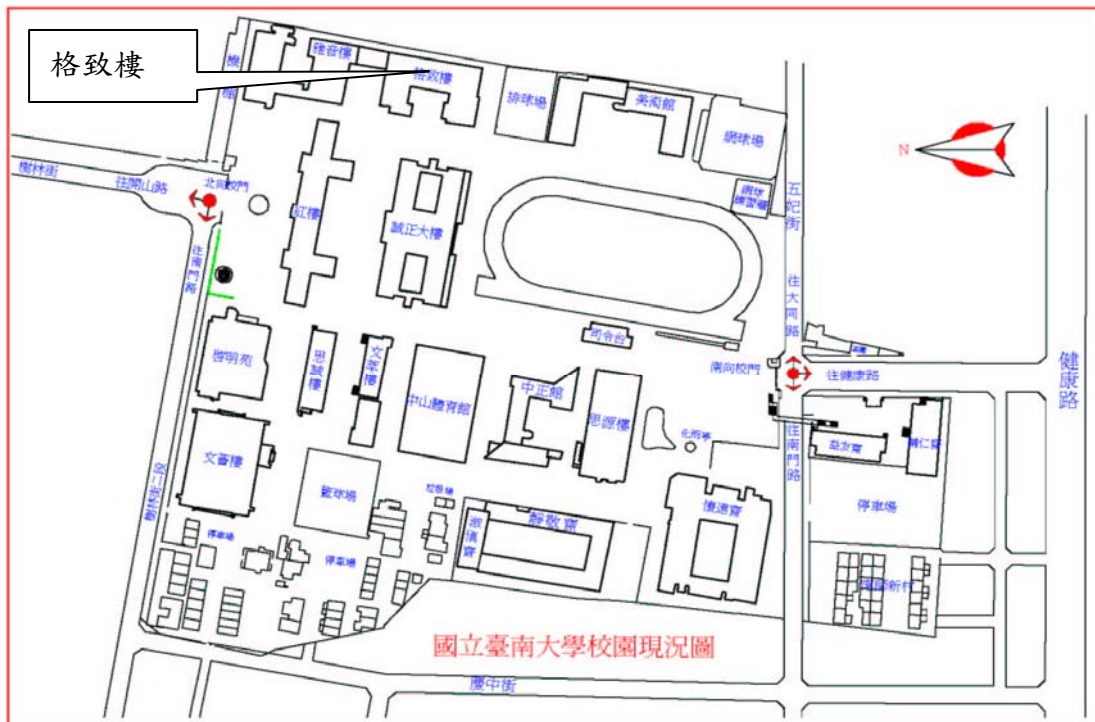 格致樓
雅音樓
格致樓
排球場
美術館
網球場
網球
練習場
N
樹林街
往開山路
北向校門
紅樓
誠正大樓
五妃街
往大同路
往南門路
啓明苑
思誠樓
文萃樓
中山體育館
中正館
司令台
思源樓
南向校門
往健康路
健康路
往南門路
益友齋
輔仁齋
文薈樓
籃球場
垃圾場
淑慎齋
靜敬齋
懷遠齋
停車場
樹林街二段
停車場
停車場
國立臺南大學校園現況圖
慶中街